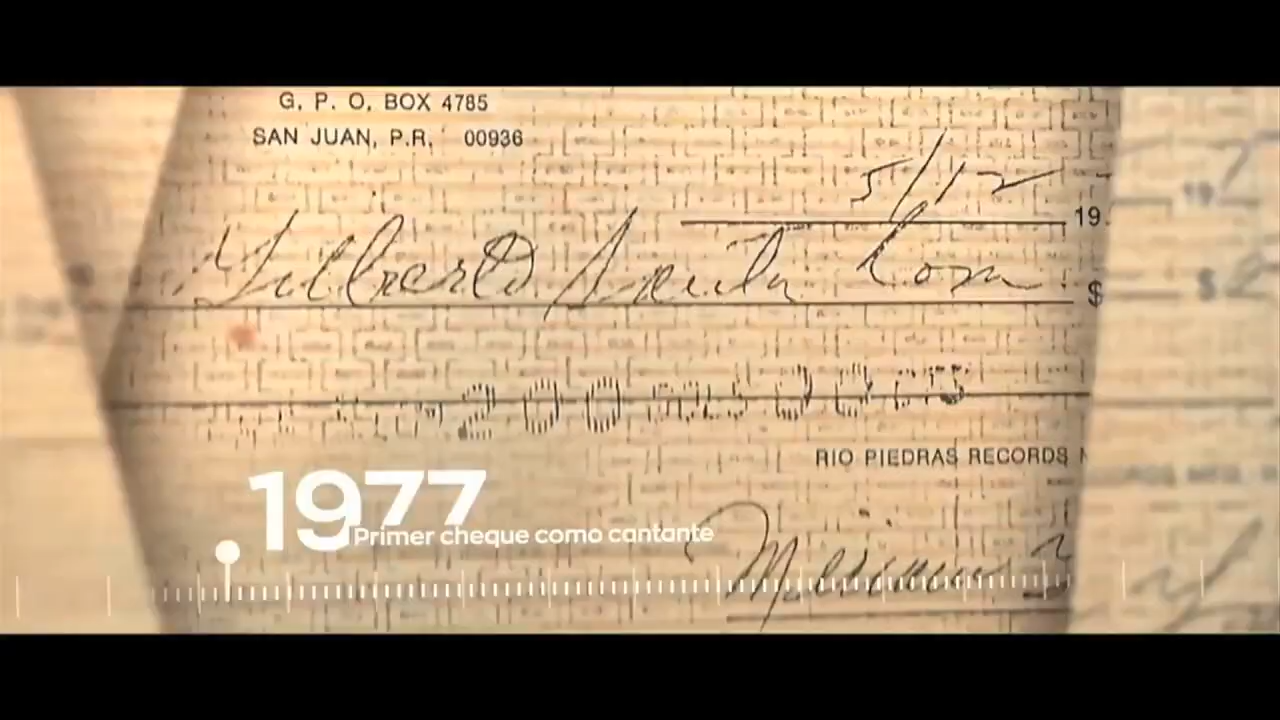 G. P. O. BOX 4785
SAN JUAN, P.R. 00936
5/12
19
Gilberto Santa Rosa
$
200
RIO PIEDRAS RECORDS
1977
Primer cheque como cantante